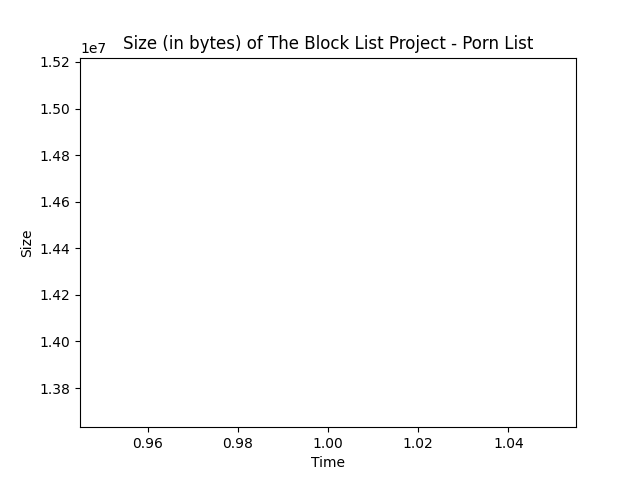 Size (in bytes) of The Block List Project - Porn List
1e7
1.52
1.50
1.48
1.46
1.44
1.42
1.40
1.38
Size
0.96 0.98 1.00 1.02 1.04
Time